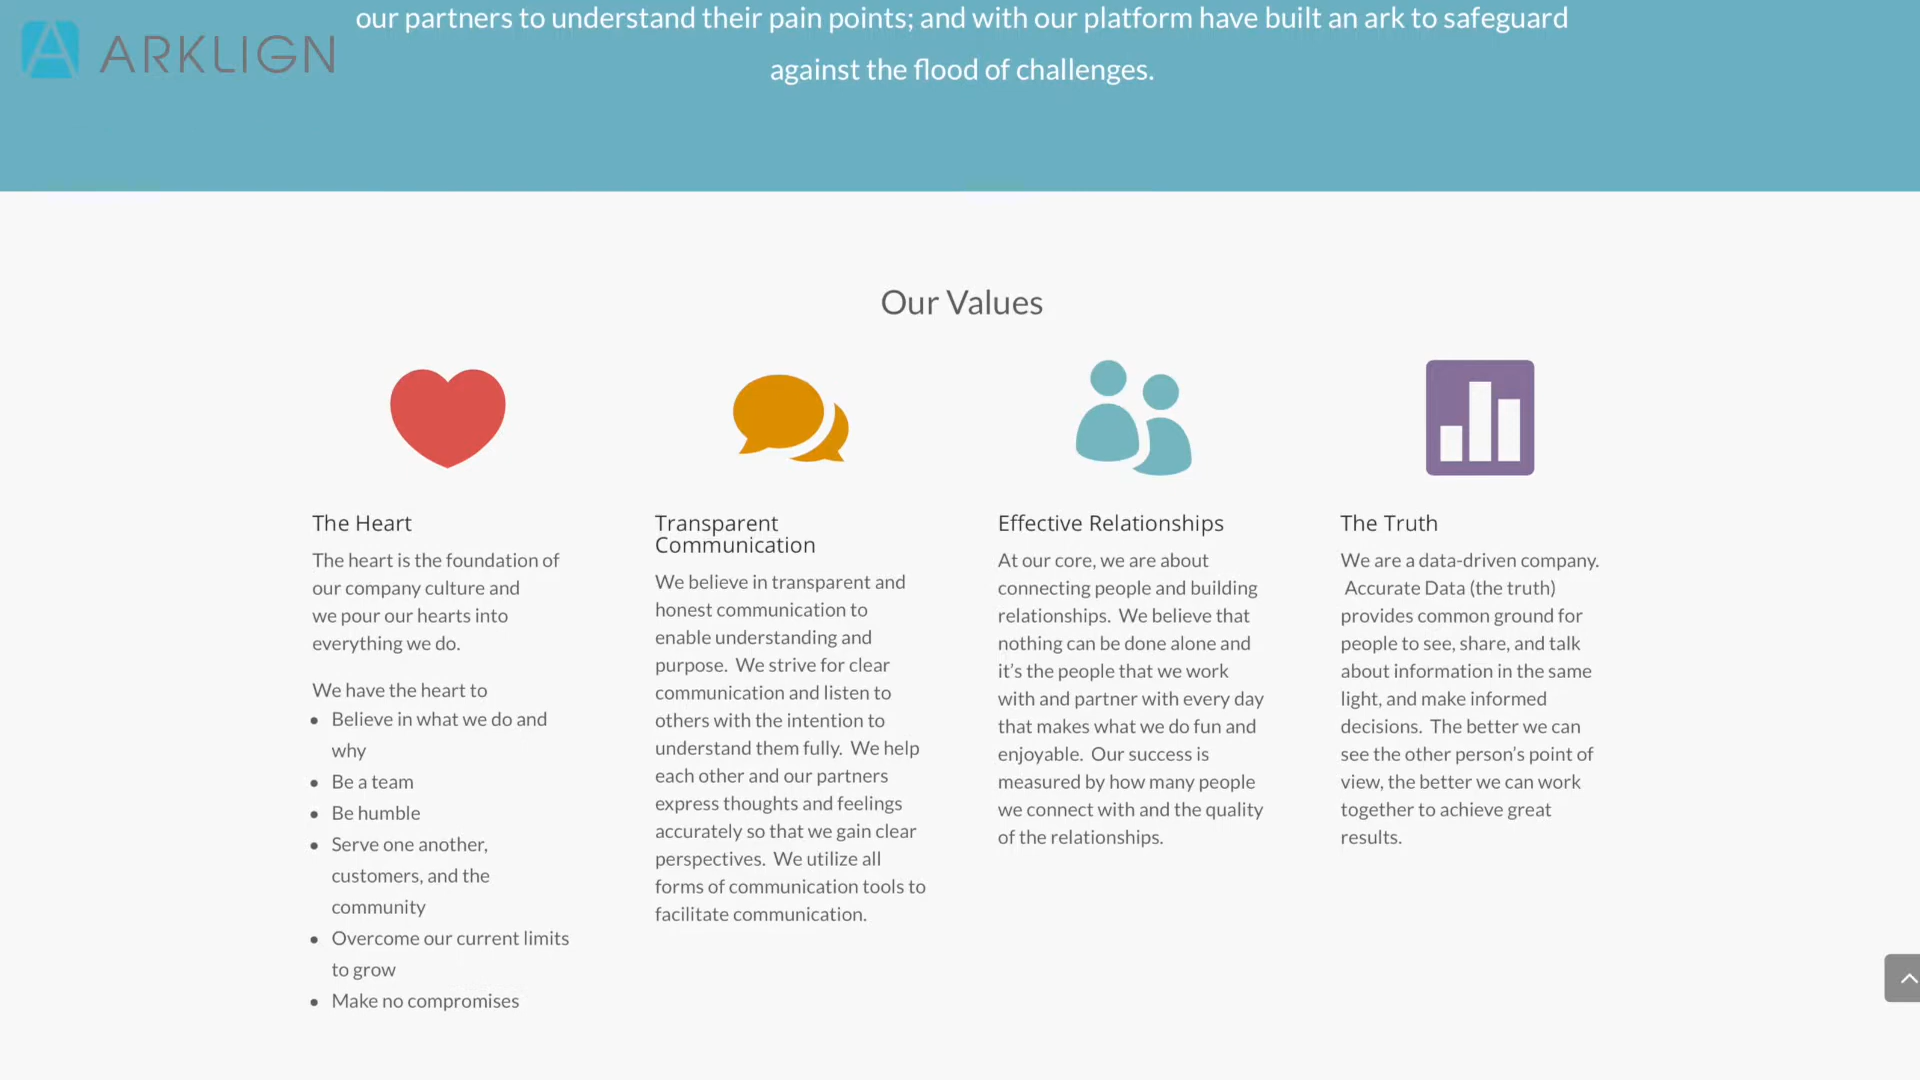 our partners to understand their pain points; and with our platform have built an ark to safeguard
ARKLIGN
against the flood of challenges.
Our Values
The Heart
The heart is the foundation of
our company culture and
we pour our hearts into
everything we do.
We have the heart to
• Believe in what we do and
why
• Be a team
• Be humble
• Serve one another,
customers, and the
community
• Overcome our current limits
to grow
• Make no compromises
Transparent
Communication
We believe in transparent and
honest communication to
enable understanding and
purpose. We strive for clear
communication and listen to
others with the intention to
understand them fully. We help
each other and our partners
express thoughts and feelings
accurately so that we gain clear
perspectives. We utilize all
forms of communication tools to
facilitate communication.
Effective Relationships
At our core, we are about
connecting people and building
relationships. We believe that
nothing can be done alone and
it’s the people that we work
with and partner with every day
that makes what we do fun and
enjoyable. Our success is
measured by how many people
we connect with and the quality
of the relationships.
The Truth
We are a data-driven company.
Accurate Data (the truth)
provides common ground for
people to see, share, and talk
about information in the same
light, and make informed
decisions. The better we can
see the other person’s point of
view, the better we can work
together to achieve great
results.